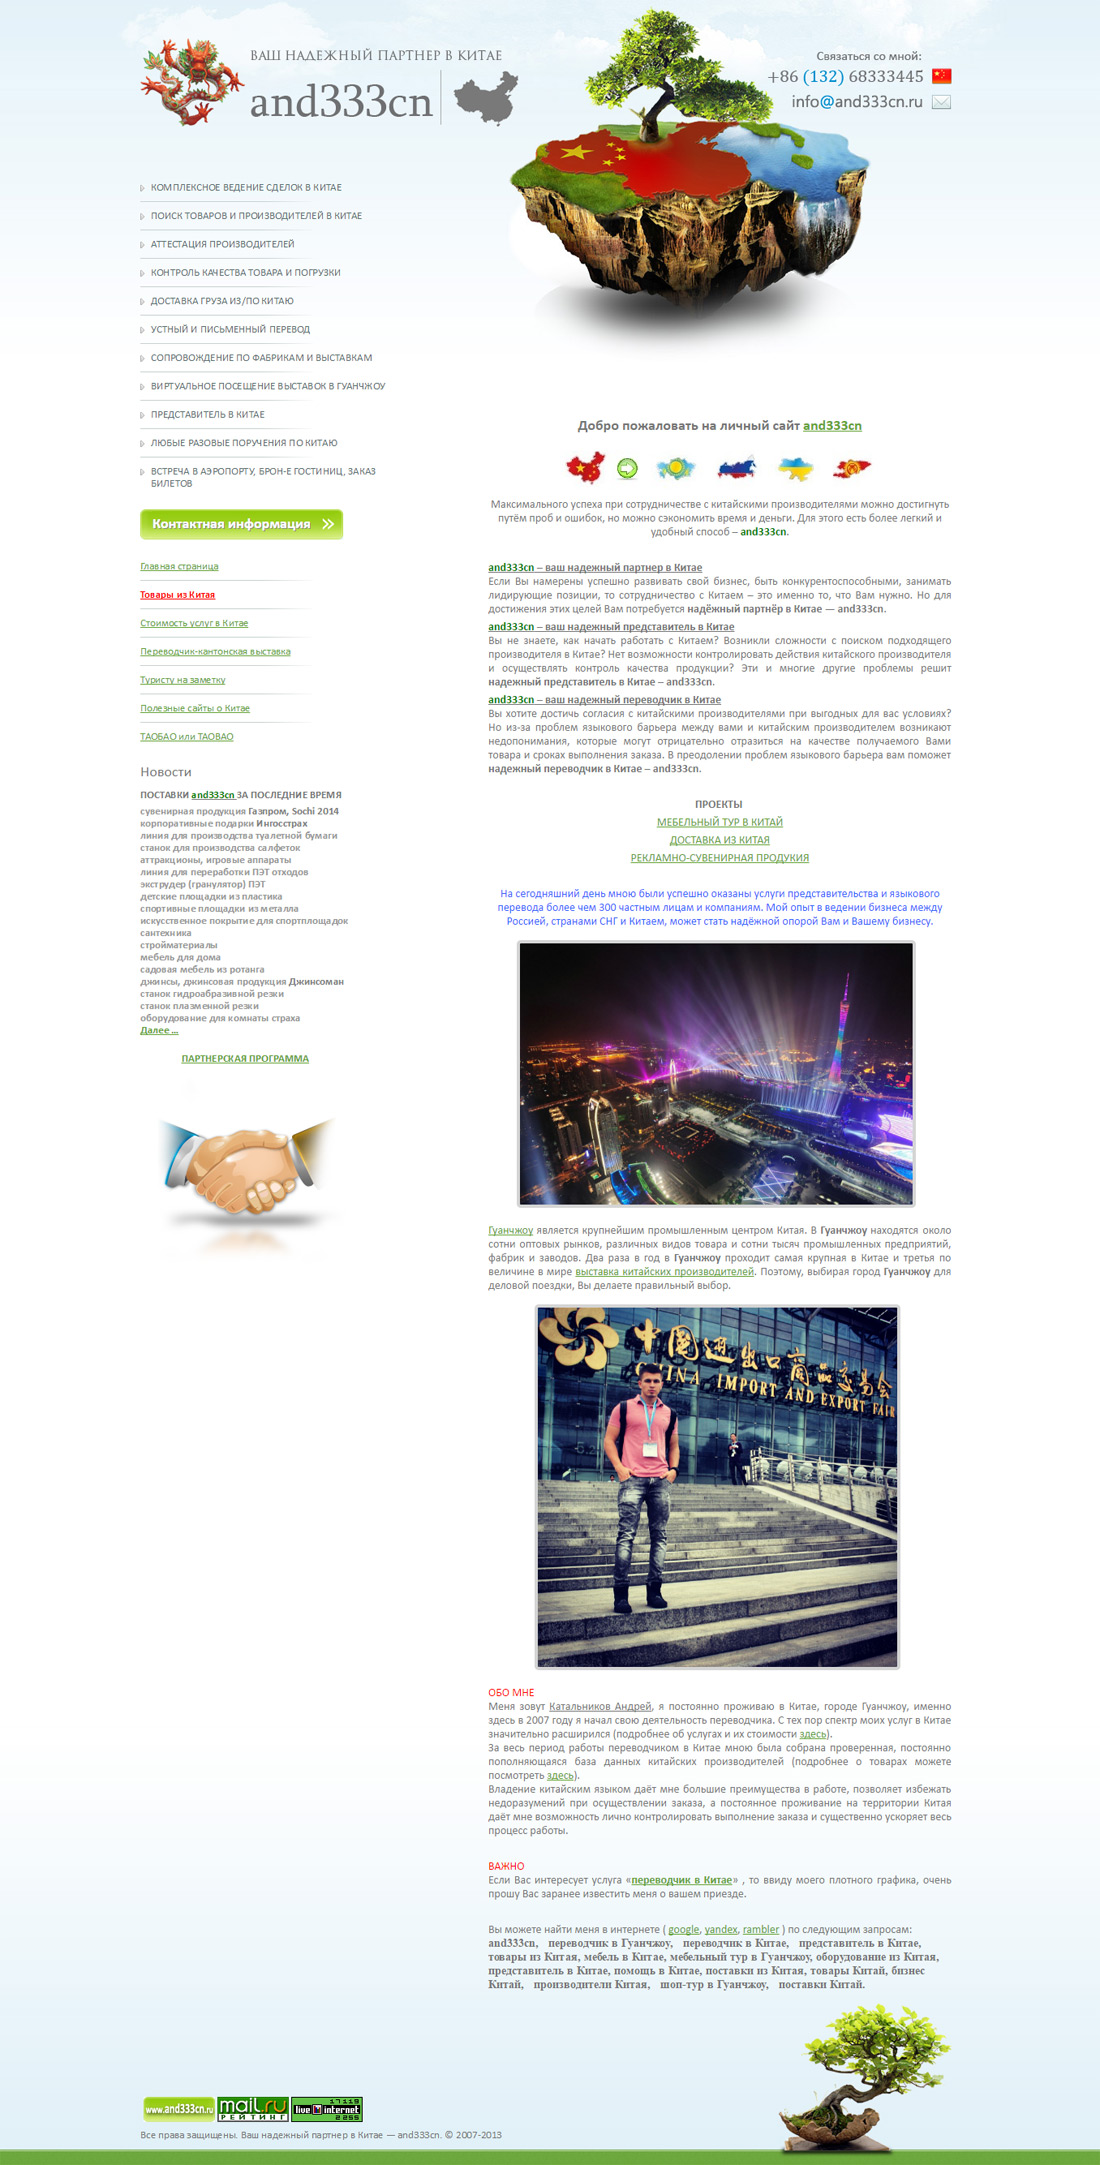 ВАШ НАДЕЖНЫЙ ПАРТНЕР В КИТАЕ
and333cn
Связаться со мной:
+86 (132) 68333445
info@and333cn.ru
КОМПЛЕКСНОЕ ВЕДЕНИЕ СДЕЛОК В КИТАЕ
ПОИСК ТОВАРОВ И ПРОИЗВОДИТЕЛЕЙ В КИТАЕ
АТТЕСТАЦИЯ ПРОИЗВОДИТЕЛЕЙ
КОНТРОЛЬ КАЧЕСТВА ТОВАРА И ПОГРУЗКИ
ДОСТАВКА ГРУЗА ИЗ/ПО КИТАЮ
УСТНЫЙ И ПИСЬМЕННЫЙ ПЕРЕВОД
СОПРОВОЖДЕНИЕ ПО ФАБРИКАМ И ВЫСТАВКАМ
ВИРТУАЛЬНОЕ ПОСЕЩЕНИЕ ВЫСТАВОК В ГУАНЧЖОУ
ПРЕДСТАВИТЕЛЬ В КИТАЕ
ЛЮБЫЕ РАЗОВЫЕ ПОРУЧЕНИЯ ПО КИТАЮ
ВСТРЕЧА В АЭРОПОРТУ, БРОН-Е ГОСТИНИЦ, ЗАКАЗ
БИЛЕТОВ
Контактная информация
Главная страница
Товары из Китая
Стоимость услуг в Китае
Переводчик-кантонская выставка
Туристу на заметку
Полезные сайты о Китае
ТАОБАО или TAOBAO
Новости
ПОСТАВКИ and333cn ЗА ПОСЛЕДНИЕ ВРЕМЯ
сувенирная продукция Газпром, Sochi 2014
корпоративные подарки Ингосстрах
линия для производства туалетной бумаги
станок для производства салфеток
аттракционы, игровые аппараты
линия для переработки ПЭТ отходов
экструдер (гранулятор) ПЭТ
детские площадки из пластика
спортивные площадки из металла
искусственное покрытие для спортплощадок
сантехника
стройматериалы
мебель для дома
садовая мебель из ротанга
джинсы, джинсовая продукция Джинсоман
станок гидроабразивной резки
станок плазменной резки
оборудование для комнаты страха
Далее ...
ПАРТНЕРСКАЯ ПРОГРАММА
Добро пожаловать на личный сайт and333cn
Максимального успеха при сотрудничестве с китайскими производителями можно достигнуть
путём проб и ошибок, но можно сэкономить время и деньги. Для этого есть более легкий и
удобный способ – and333cn.
and333cn – ваш надежный партнер в Китае
Если Вы намерены успешно развивать свой бизнес, быть конкурентоспособными, занимать
лидирующие позиции, то сотрудничество с Китаем – это именно то, что Вам нужно. Но для
достижения этих целей Вам потребуется надёжный партнёр в Китае — and333cn.
and333cn – ваш надежный представитель в Китае
Вы не знаете, как начать работать с Китаем? Возникли сложности с поиском подходящего
производителя в Китае? Нет возможности контролировать действия китайского производителя
и осуществлять контроль качества продукции? Эти и многие другие проблемы решит
надежный представитель в Китае – and333cn.
and333cn – ваш надежный переводчик в Китае
Вы хотите достичь согласия с китайскими производителями при выгодных для вас условиях?
Но из-за проблем языкового барьера между вами и китайским производителем возникают
недопонимания, которые могут отрицательно отразиться на качестве получаемого Вами
товара и сроках выполнения заказа. В преодолении проблем языкового барьера вам поможет
надежный переводчик в Китае – and333cn.
ПРОЕКТЫ
МЕБЕЛЬНЫЙ ТУР В КИТАЙ
ДОСТАВКА ИЗ КИТАЯ
РЕКЛАМНО-СУВЕНИРНАЯ ПРОДУКИЯ
На сегодняшний день мною были успешно оказаны услуги представительства и языкового
перевода более чем 300 частным лицам и компаниям. Мой опыт в ведении бизнеса между
Россией, странами СНГ и Китаем, может стать надёжной опорой Вам и Вашему бизнесу.
Гуанчжоу является крупнейшим промышленным центром Китая. В Гуанчжоу находятся около
сотни оптовых рынков, различных видов товара и сотни тысяч промышленных предприятий,
фабрик и заводов. Два раза в год в Гуанчжоу проходит самая крупная в Китае и третья по
величине в мире выставка китайских производителей. Поэтому, выбирая город Гуанчжоу для
деловой поездки, Вы делаете правильный выбор.
中国进出口商品交易会
CHINA IMPORT AND EXPORT FAIR
5.2
ОБО МНЕ
Меня зовут Катальников Андрей, я постоянно проживаю в Китае, городе Гуанчжоу, именно
здесь в 2007 году я начал свою деятельность переводчика. С тех пор спектр моих услуг в Китае
значительно расширился (подробнее об услугах и их стоимости здесь).
За весь период работы переводчиком в Китае мною была собрана проверенная, постоянно
пополняющаяся база данных китайских производителей (подробнее о товарах можете
посмотреть здесь).
Владение китайским языком даёт мне большие преимущества в работе, позволяет избежать
недоразумений при осуществлении заказа, а постоянное проживание на территории Китая
даёт мне возможность лично контролировать выполнение заказа и существенно ускоряет весь
процесс работы.
ВАЖНО
Если Вас интересует услуга «переводчик в Китае» , то ввиду моего плотного графика, очень
прошу Вас заранее известить меня о вашем приезде.
Вы можете найти меня в интернете ( google, yandex, rambler ) по следующим запросам:
and333cn, переводчик в Гуанчжоу, переводчик в Китае, представитель в Китае,
товары из Китая, мебель в Китае, мебельный тур в Гуанчжоу, оборудование из Китая,
представитель в Китае, помощь в Китае, поставки из Китая, товары Китай, бизнес
Китай, производители Китая, шоп-тур в Гуанчжоу, поставки Китай.
www.and333cn.ru
mail.ru
РЕЙТИНГ
17119
live internet
2255
Все права защищены. Ваш надежный партнер в Китае — and333cn. © 2007-2013